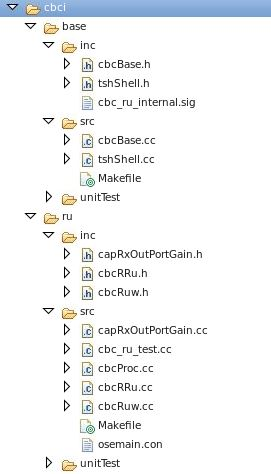 cbci
base
inc
cbcBase.h
tshShell.h
cbc_ru_internal.sig
src
cbcBase.cc
tshShell.cc
Makefile
unitTest
ru
inc
capRxOutPortGain.h
cbcRRu.h
cbcRuw.h
src
capRxOutPortGain.cc
cbc_ru_test.cc
cbcProc.cc
cbcRRu.cc
cbcRuw.cc
Makefile
osemain.con
unitTest